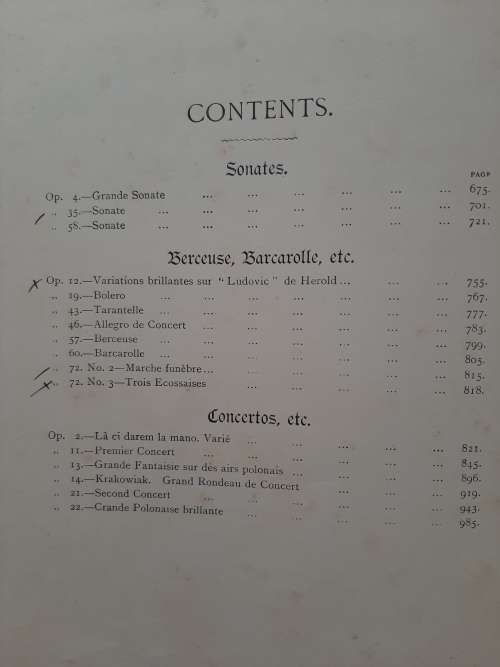 CONTENTS.
Sonates.
PAGE
Op. 4.—Grande Sonate ... ... ... ... ... ... 675.
„ 35.—Sonate ... ... ... ... ... ... ... 701.
„ 58.—Sonate ... ... ... ... ... ... ... 721.
Berceuse, Barcarolle, etc.
Op. 12.—Variations brillantes sur "Ludovic" de Herold ... ... ... 755.
„ 19.—Bolero ... ... ... ... ... ... ... 767.
„ 43.—Tarantelle ... ... ... ... ... ... ... 777.
„ 46.—Allegro de Concert ... ... ... ... ... ... 783.
„ 57.—Berceuse ... ... ... ... ... ... ... 799.
„ 60.—Barcarolle ... ... ... ... ... ... ... 805.
„ 72. No. 2—Marche funèbre ... ... ... ... ... ... 815.
„ 72. No. 3—Trois Ecossaises ... ... ... ... ... 818.
Concertos, etc.
Op. 2.—Là ci darem la mano. Varié ... ... ... ... ... 821.
„ 11.—Premier Concert ... ... ... ... ... ... 845.
„ 13.—Grande Fantaisie sur des airs polonais ... ... ... ... 896.
„ 14.—Krakowiak. Grand Rondeau de Concert ... ... ... 919.
„ 21.—Second Concert ... ... ... ... ... ... 943.
„ 22.—Crande Polonaise brillante ... ... ... ... ... 985.